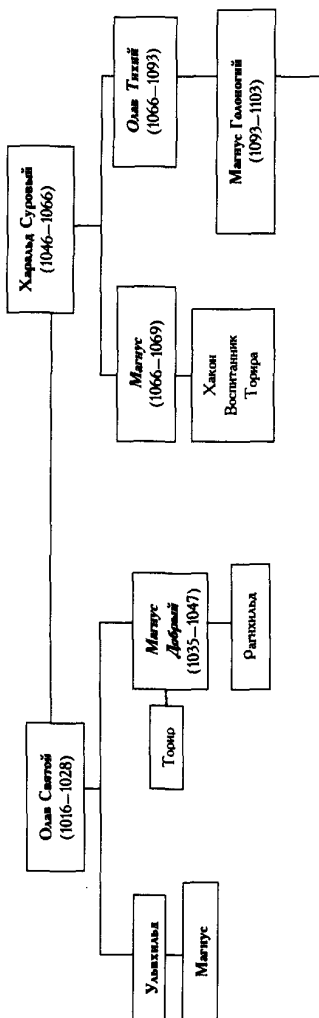 Олав Святой
(1016—1028)
Харальд Суровый
(1046—1066)
Ульвхильд
Магнус
Торир
Магнус
Добрый
(1035—1047)
Рагнхильд
Магнус
(1066—1069)
Хакон
Воспитанник
Торира
Олав Тихий
(1066—1093)
Магнус Голоногий
(1093—1103)